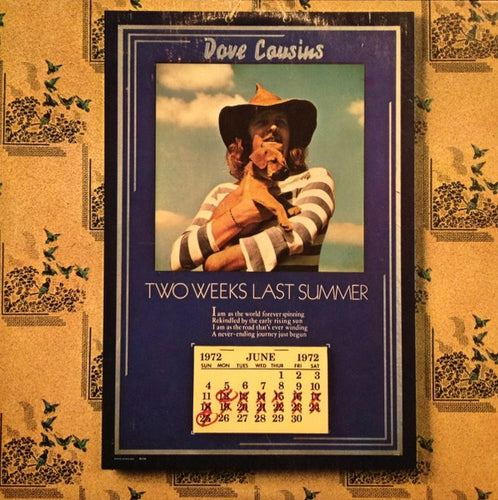 Dave Cousins
TWO WEEKS LAST SUMMER
I am as the world forever spinning
Rekindled by the early rising sun
I am as the road that's ever winding
A never-ending journey just begun
1972 JUNE 1972
SUN MON TUES WED THUR FRI SAT
1 2 3
4 5 6 7 8 9 10
11 12 13 14 15 16 17
18 19 20 21 22 23 24
25 26 27 28 29 30